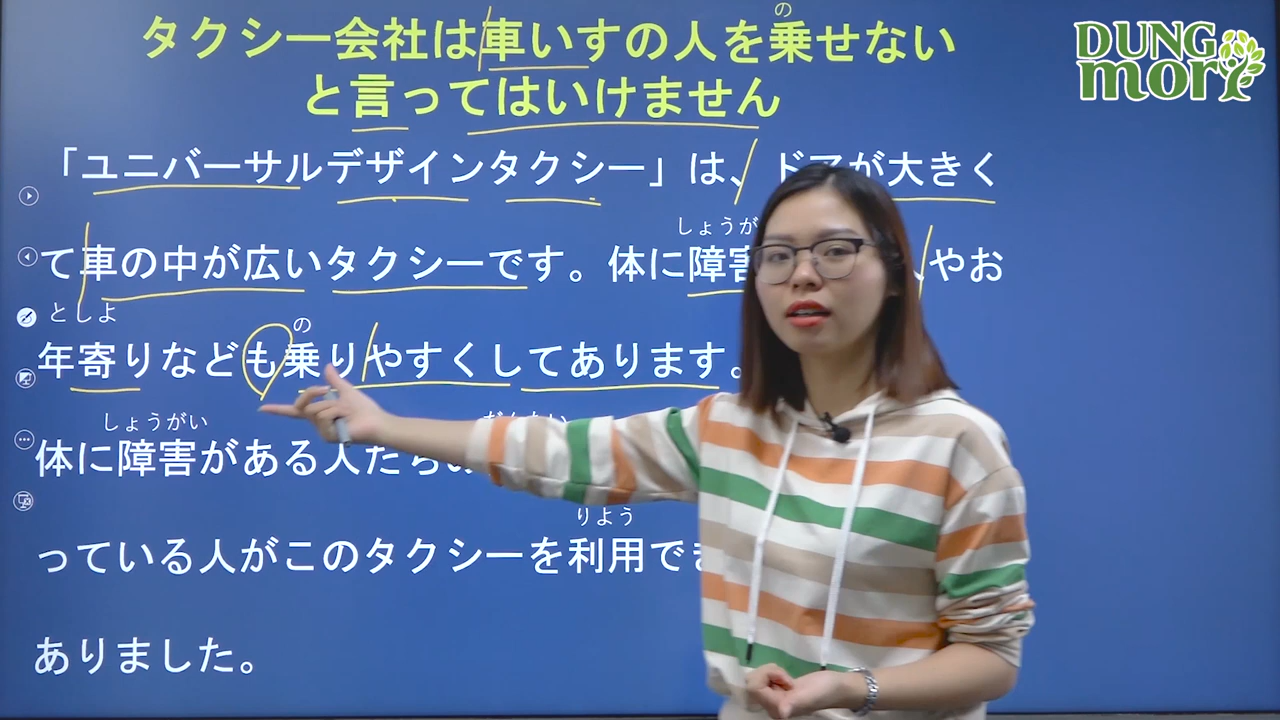 タクシー会社は車いすの人を乗せない
の
と言ってはいけません
DUNG
mori
「ユニバーサルデザインタクシー」は、ドアが大きく
しょうが
て車の中が広いタクシーです。体に障害
やお
としよ
の
年寄りなども乗りやすくしてあります。
しょうがい
体に障害がある人たちの
りよう
っている人がこのタクシーを利用でき
ありました。